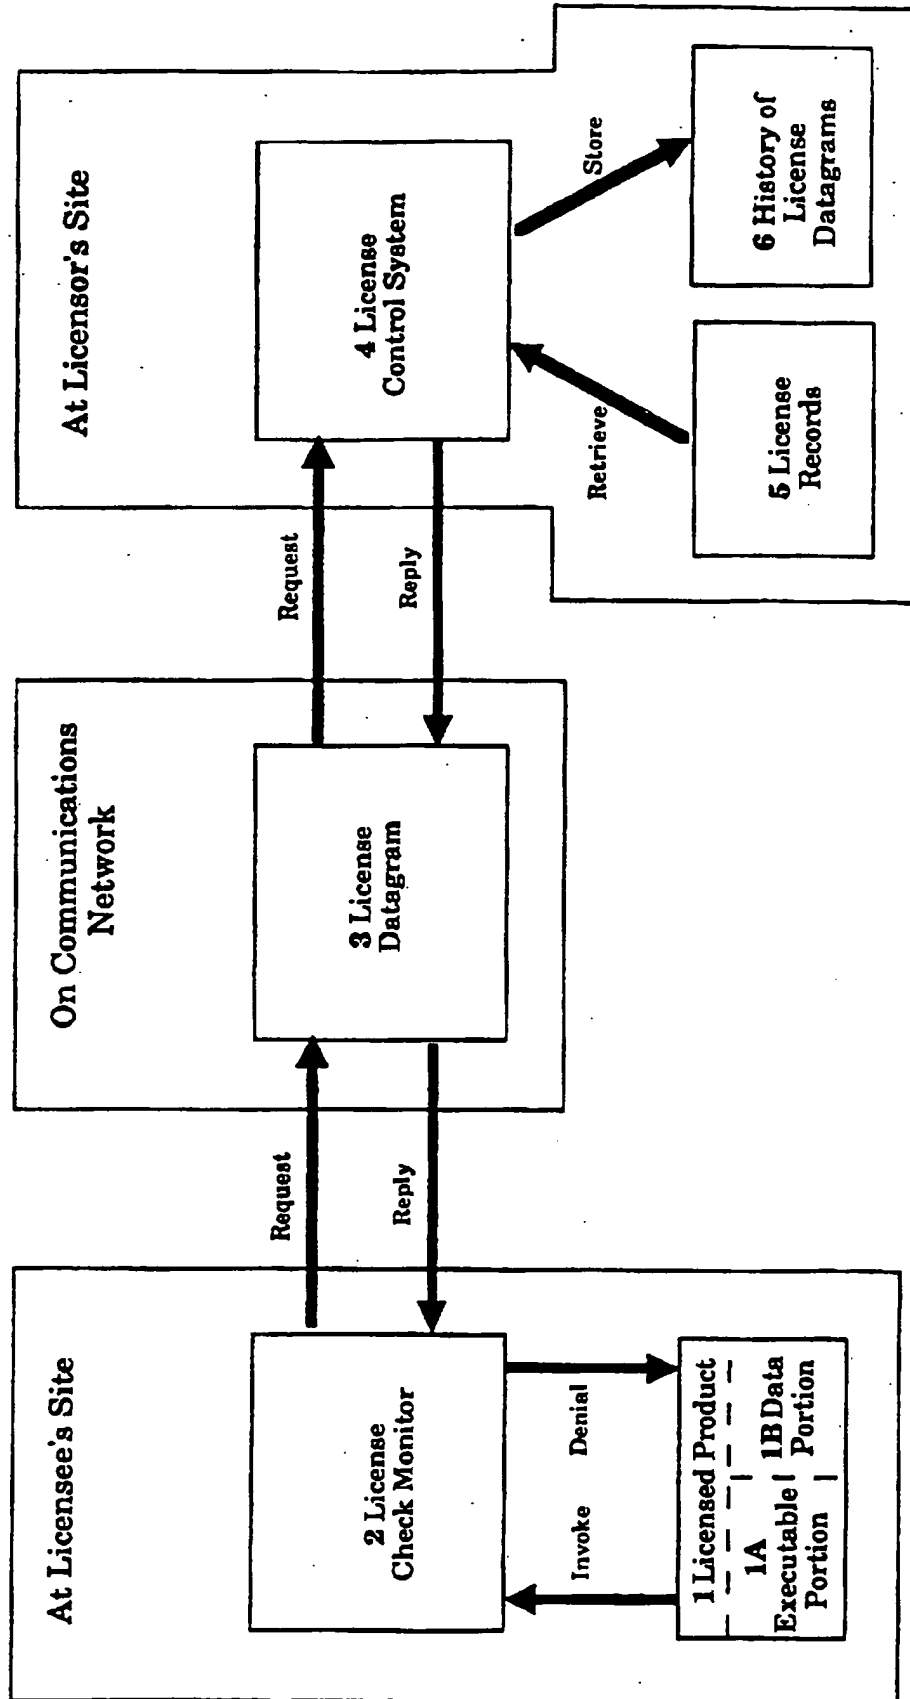 At Licensee's Site
2 License
Check Monitor
Invoke
Denial
1 Licensed Product
1A
Executable
Portion
1B Data
Portion
Request
Reply
On Communications
Network
3 License
Datagram
Request
Reply
At Licensor's Site
4 License
Control System
Retrieve
Store
5 License
Records
6 History of
License
Datagrams